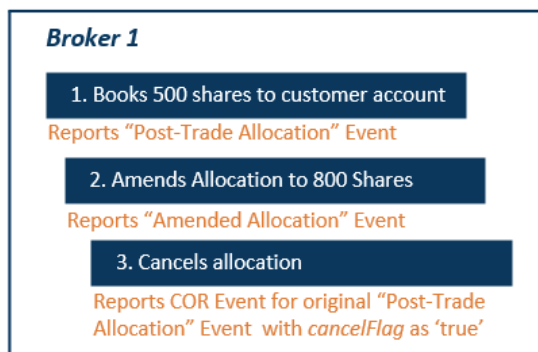 Broker 1
1. Books 500 shares to customer account
Reports “Post-Trade Allocation” Event
2. Amends Allocation to 800 Shares
Reports “Amended Allocation” Event
3. Cancels allocation
Reports COR Event for original “Post-Trade
Allocation” Event with cancelFlag as ‘true’